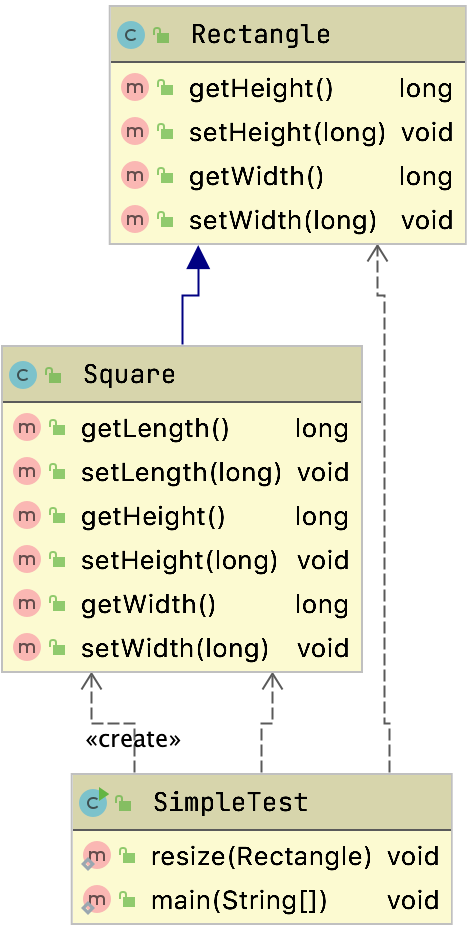 C Rectangle
m getHeight() long
m setHeight(long) void
m getWidth() long
m setWidth(long) void
C Square
m getLength() long
m setLength(long) void
m getHeight() long
m setHeight(long) void
m getWidth() long
m setWidth(long) void
«create»
C SimpleTest
m resize(Rectangle) void
m main(String[]) void